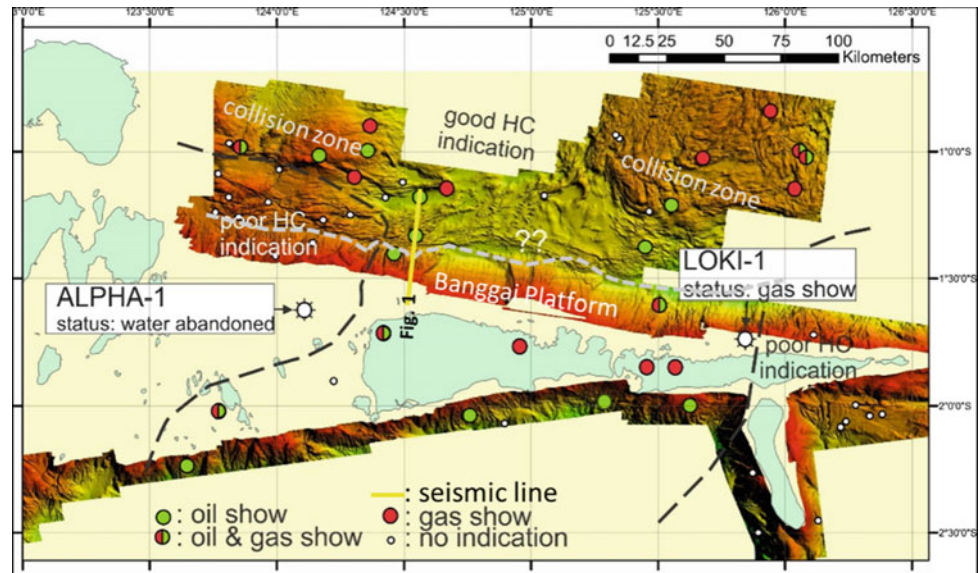 3°0'0" 123°30'0"E 124°0'0"E 124°30'0"E 125°0'0"E 125°30'0"E 126°0'0"E 126°30'0"E
0 12.5 25 50 75 100
Kilometers
collision zone
good HC
indication
collision zone
1°0'0"S
poor HC
indication
??
LOKI-1
status: gas show
1°30'0"S
ALPHA-1
status: water abandoned
Banggai Platform
Fig. 1
poor HC
indication
2°0'0"S
: seismic line
: oil show
: gas show
: oil & gas show
: no indication
2°30'0"S